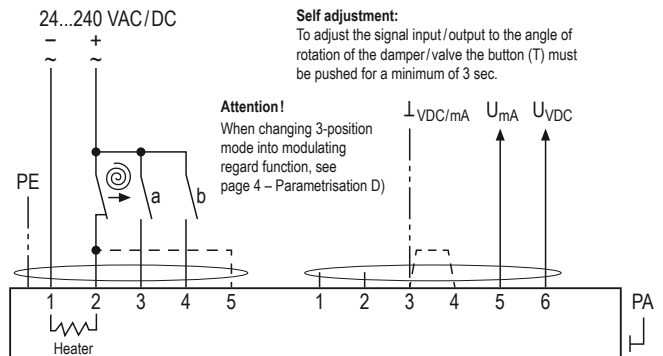 24...240 VAC/DC
− +
~ ~
Self adjustment:
To adjust the signal input/output to the angle of
rotation of the damper/valve the button (T) must
be pushed for a minimum of 3 sec.
Attention!
When changing 3-position
mode into modulating
regard function, see
page 4 – Parametrisation D)
⊥VDC/mA UmA UVDC
PE
a b
1 2 3 4 5 1 2 3 4 5 6 PA
Heater